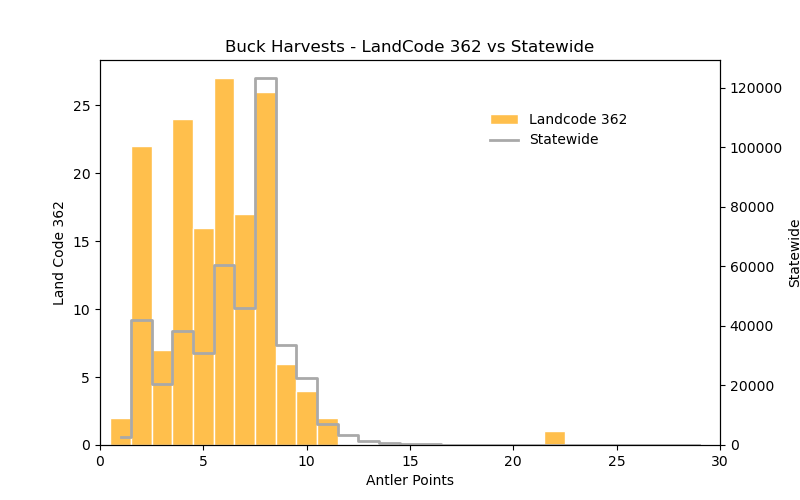 Buck Harvests - LandCode 362 vs Statewide
Landcode 362
Statewide
Land Code 362
25
20
15
10
5
0
120000
100000
80000
60000
40000
20000
0
Statewide
0 5 10 15 20 25 30
Antler Points